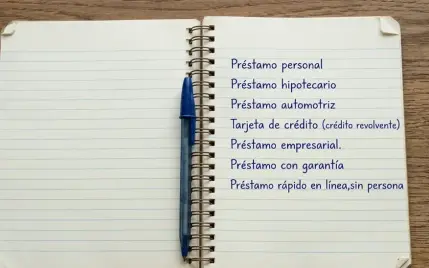 Préstamo personal
Préstamo hipotecario
Préstamo automotriz
Tarjeta de crédito (crédito revolvente)
Préstamo empresarial.
Préstamo con garantía
Préstamo rápido en línea,sin persona